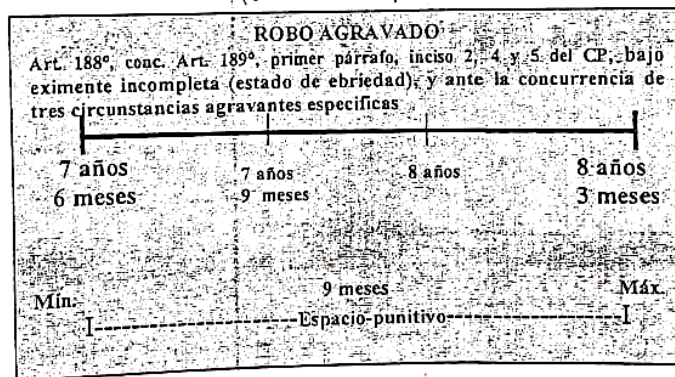 ROBO AGRAVADO
Art. 188º, conc. Art. 189º, primer párrafo, inciso 2, 4 y 5 del CP, bajo
eximente incompleta (estado de ebriedad), y ante la concurrencia de
tres circunstancias agravantes especificas
7 años 7 años 8 años 8 años
6 meses 9 meses 3 meses
9 meses
Mín. Máx.
I-----------------------Espacio punitivo-------------------I